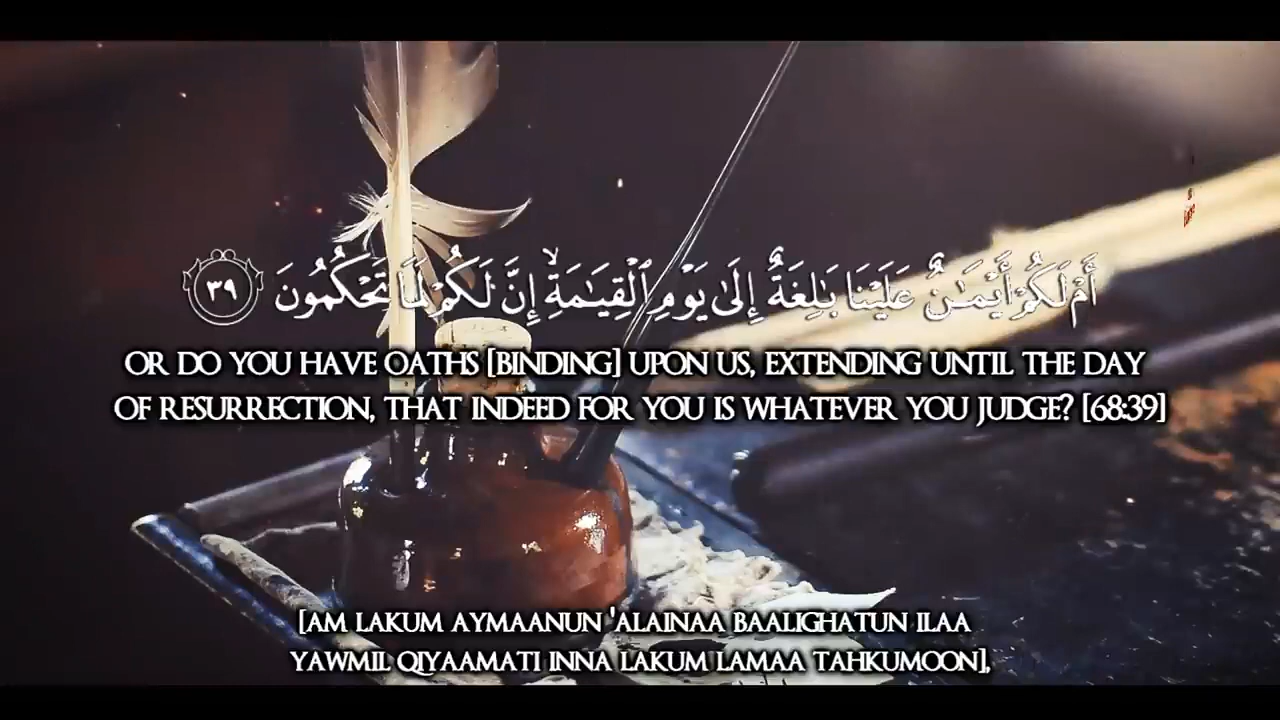 أَمْ لَكُمْ أَيْمَـٰنٌ عَلَيْنَا بَـٰلِغَةٌ إِلَىٰ يَوْمِ ٱلْقِيَـٰمَةِ ۙ إِنَّ لَكُمْ لَمَا تَحْكُمُونَ ٣٩
OR DO YOU HAVE OATHS [BINDING] UPON US, EXTENDING UNTIL THE DAY
OF RESURRECTION, THAT INDEED FOR YOU IS WHATEVER YOU JUDGE? [68:39]
[AM LAKUM AYMAANUN 'ALAINAA BAALIGHATUN ILAA
YAWMIL QIYAAMATI INNA LAKUM LAMAA TAHKUMOON],